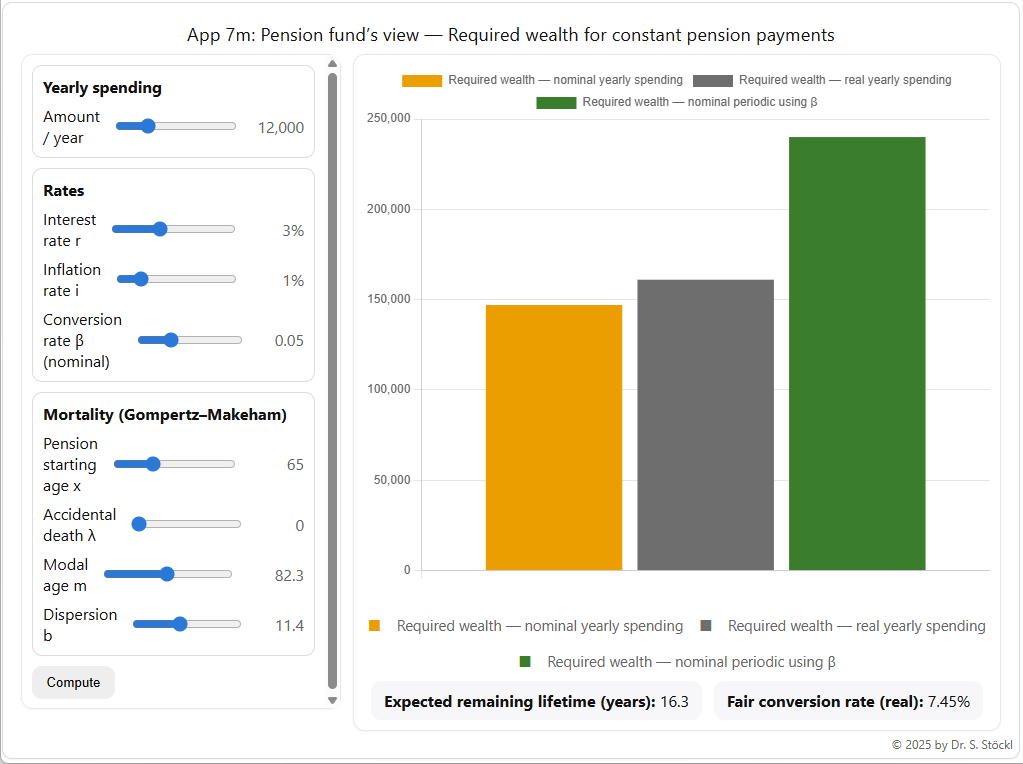 App 7m: Pension fund’s view — Required wealth for constant pension payments
Yearly spending
Amount
/ year
12,000
Rates
Interest
rate r
3%
Inflation
rate i
1%
Conversion
rate β
(nominal)
0.05
Mortality (Gompertz–Makeham)
Pension
starting
age x
65
Accidental
death λ
0
Modal
age m
82.3
Dispersion
b
11.4
Compute
Required wealth — nominal yearly spending
Required wealth — real yearly spending
Required wealth — nominal periodic using β
250,000
200,000
150,000
100,000
50,000
0
Required wealth — nominal yearly spending
Required wealth — real yearly spending
Required wealth — nominal periodic using β
Expected remaining lifetime (years): 16.3
Fair conversion rate (real): 7.45%
© 2025 by Dr. S. Stöckl